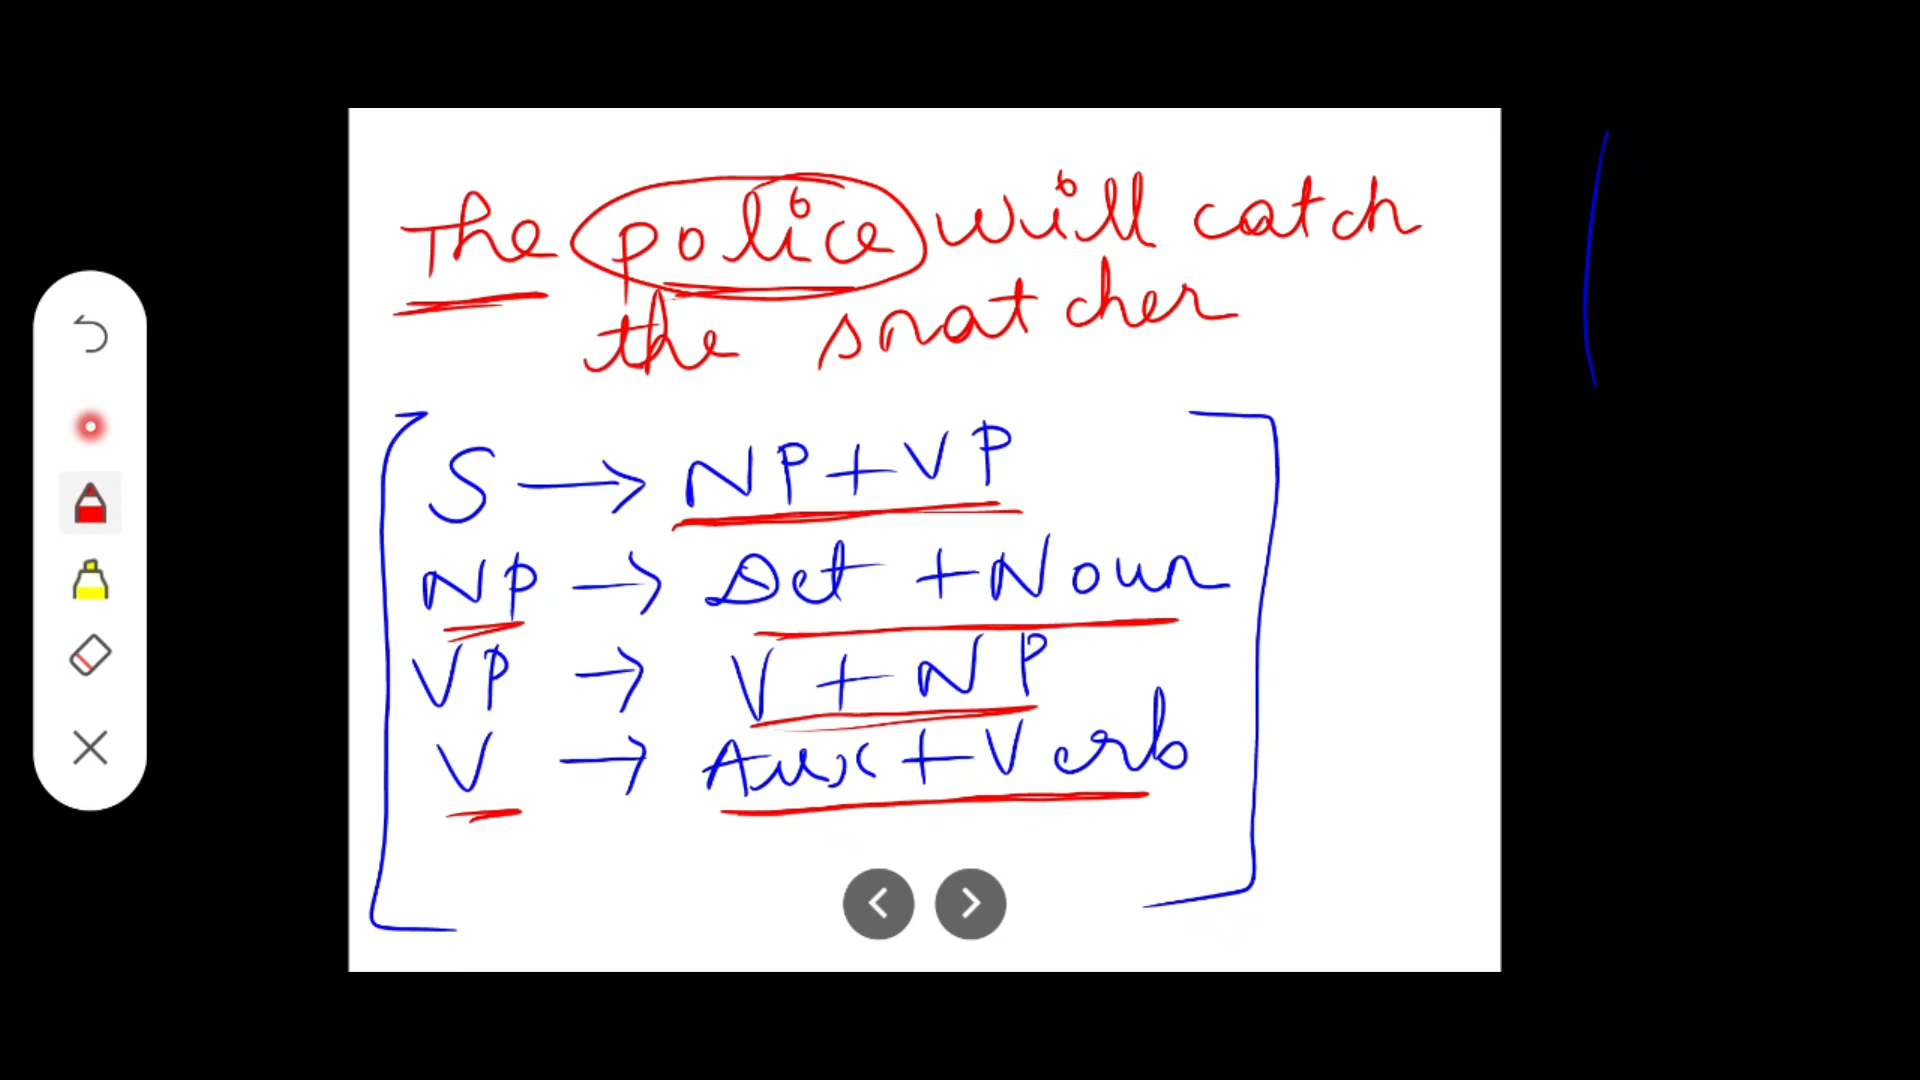 The police will catch
the snatcher
S → NP + VP
NP → Det + Noun
VP → V + NP
V → Aux + Verb